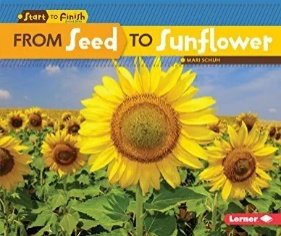 Start to Finish
FROM Seed TO Sunflower
MARI SCHUH
Lerner